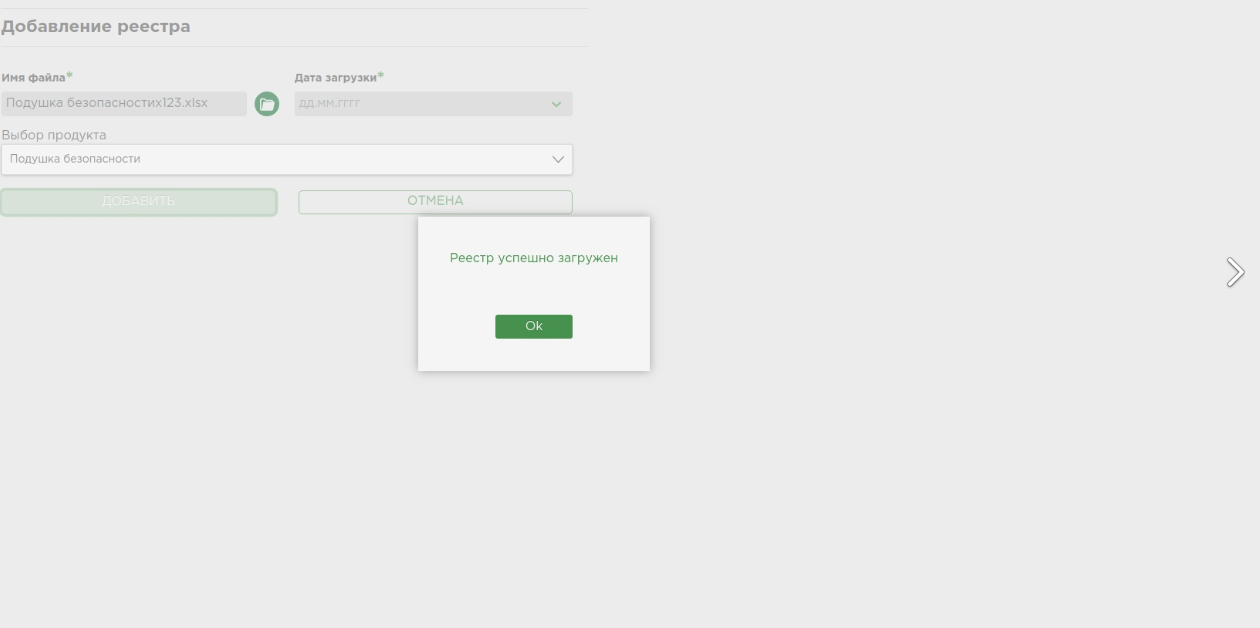 Добавление реестра
Имя файла* Дата загрузки*
Подушка безопасностиx123.xlsx дд.мм.гггг
Выбор продукта
Подушка безопасности
ДОБАВИТЬ ОТМЕНА
Реестр успешно загружен
Ok